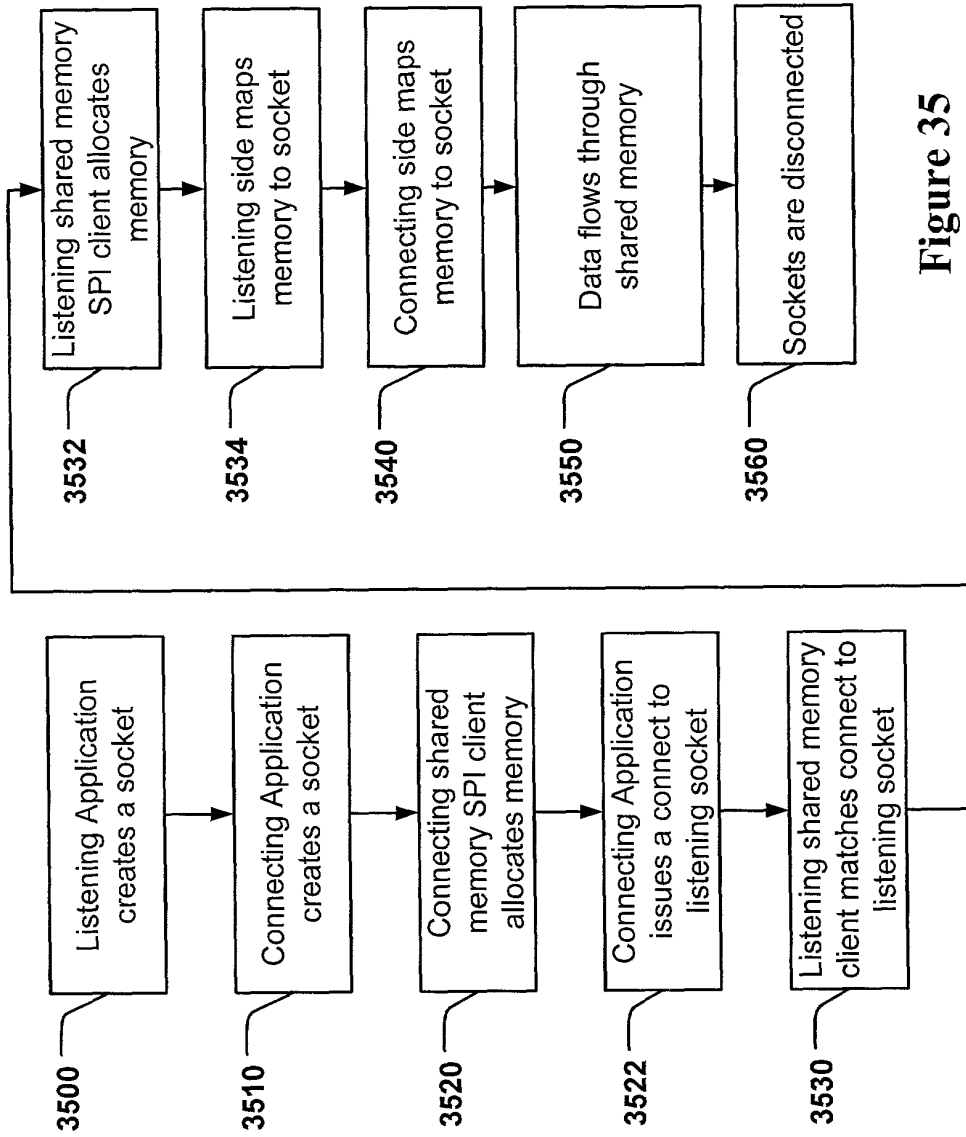 3500
Listening Application
creates a socket
3510
Connecting Application
creates a socket
3520
Connecting shared
memory SPI client
allocates memory
3522
Connecting Application
issues a connect to
listening socket
3530
Listening shared memory
client matches connect to
listening socket
3532
Listening shared memory
SPI client allocates
memory
3534
Listening side maps
memory to socket
3540
Connecting side maps
memory to socket
3550
Data flows through
shared memory
3560
Sockets are disconnected
Figure 35